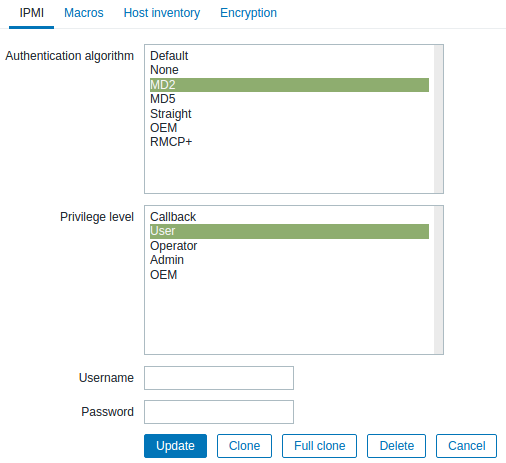 IPMI Macros Host inventory Encryption
Authentication algorithm
Default
None
MD2
MD5
Straight
OEM
RMCP+
Privilege level
Callback
User
Operator
Admin
OEM
Username
Password
Update Clone Full clone Delete Cancel